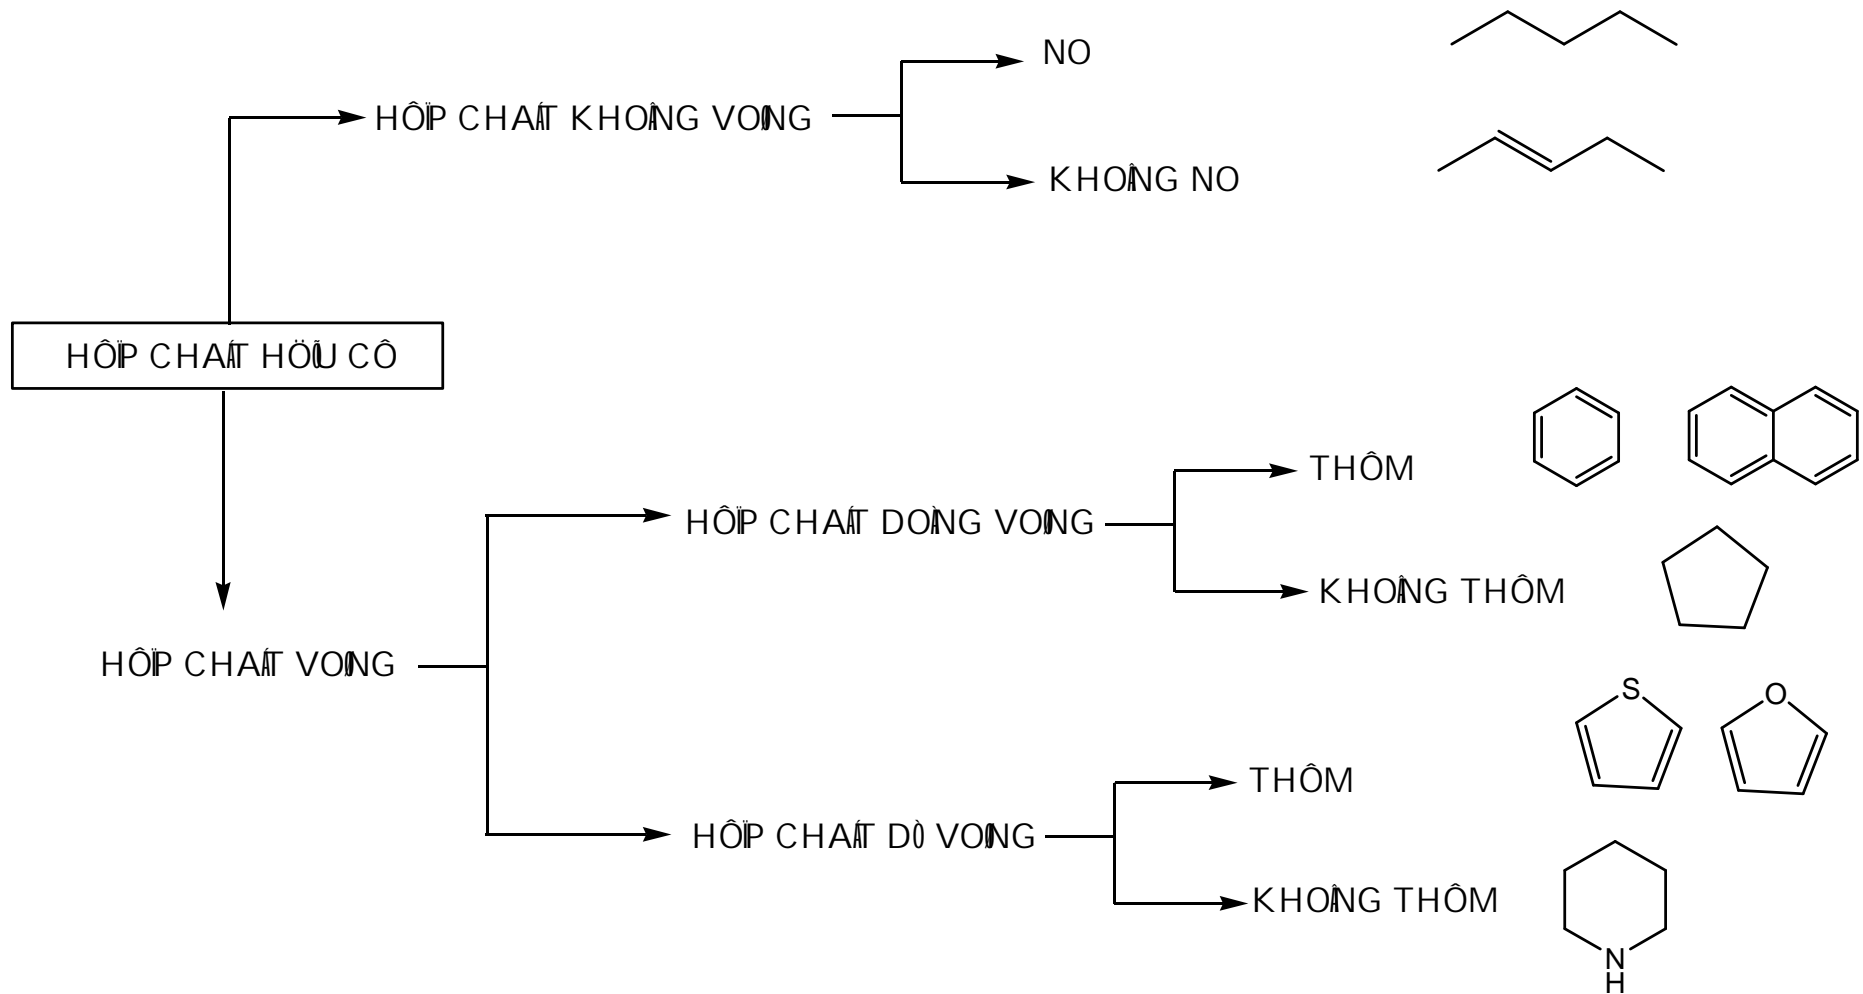 NO
HÔÏP CHAÁT KHOÂNG VOØNG
KHOÂNG NO
HÔÏP CHAÁT HÖÕU CÔ
THÔM
HÔÏP CHAÁT DOÀNG VOØNG
KHOÂNG THÔM
HÔÏP CHAÁT VOØNG
S
O
THÔM
HÔÏP CHAÁT DÒ VOØNG
KHOÂNG THÔM
N
H